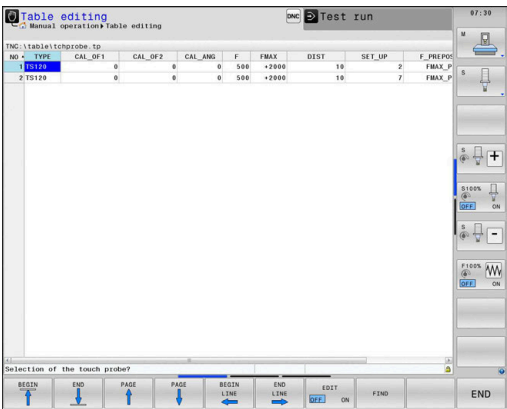 Table editing
DNC
Test run
07:30
Manual operation▸Table editing
TNC:\table\tchprobe.tp
NO TYPE CAL_OF1 CAL_OF2 CAL_ANG F FMAX DIST SET_UP F_PREPOS
1 TS120 0 0 0 500 +2000 10 2 FMAX_P
2 TS120 0 0 0 500 +2000 10 7 FMAX_P
M
S
S
+
S100%
OFF ON
S
-
F100%
OFF ON
Selection of the touch probe?
BEGIN
END
PAGE
PAGE
BEGIN LINE
END LINE
EDIT
OFF ON
FIND
END